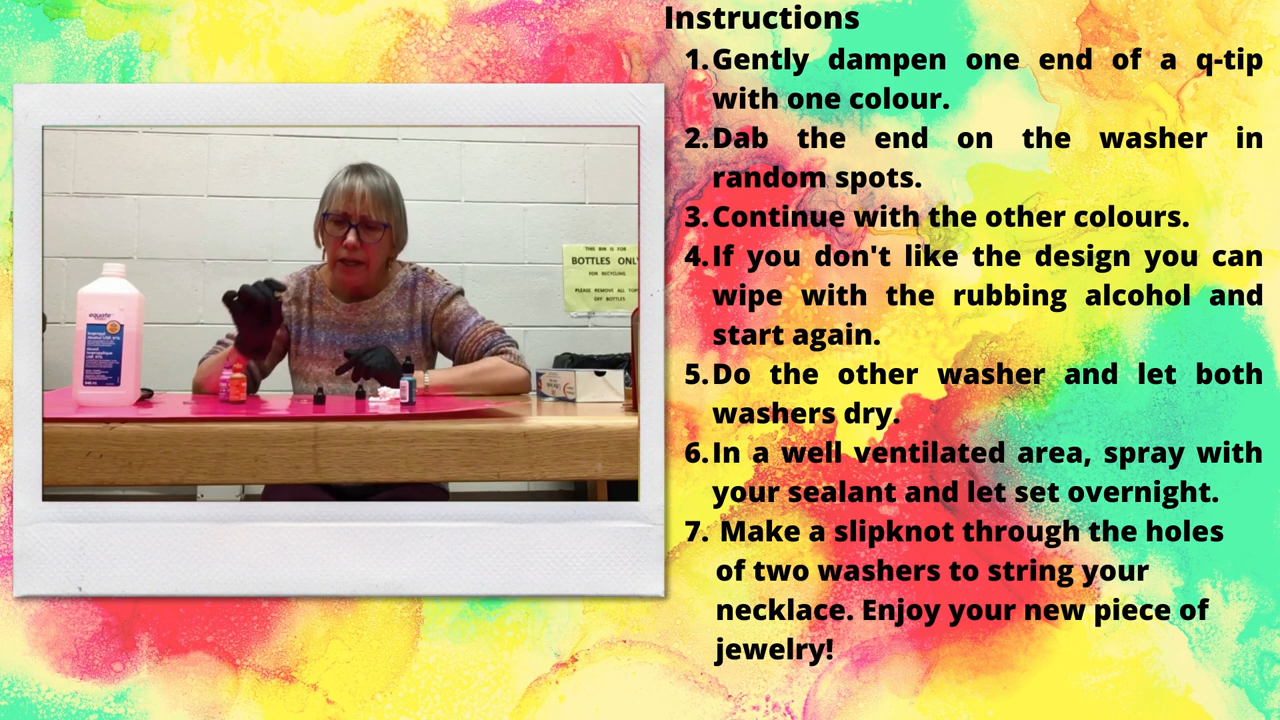 Instructions
1. Gently dampen one end of a q-tip
with one colour.
2. Dab the end on the washer in
random spots.
3. Continue with the other colours.
4. If you don't like the design you can
wipe with the rubbing alcohol and
start again.
5. Do the other washer and let both
washers dry.
6. In a well ventilated area, spray with
your sealant and let set overnight.
7. Make a slipknot through the holes
of two washers to string your
necklace. Enjoy your new piece of
jewelry!
THIS BIN IS FOR
BOTTLES ONLY
FOR RECYCLING
PLEASE REMOVE ALL TOP
OFF BOTTLES
equate